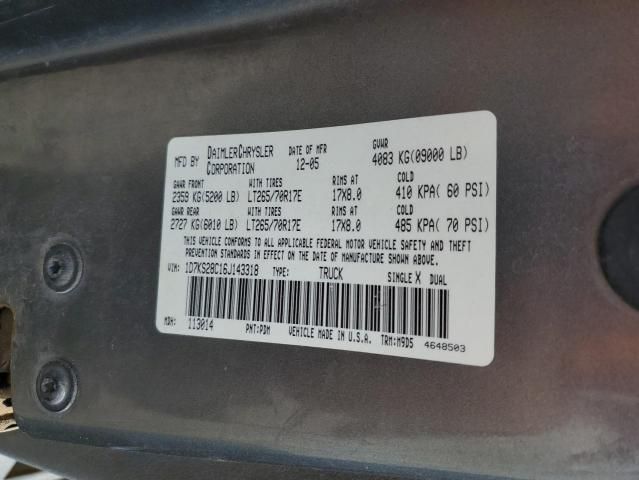 MFD BY DAIMLERCHRYSLER CORPORATION DATE OF MFR 12-05 GVWR 4083 KG(09000 LB)
GAWR FRONT WITH TIRES RIMS AT COLD
2359 KG(5200 LB) LT265/70R17E 17X8.0 410 KPA( 60 PSI)
GAWR REAR WITH TIRES RIMS AT COLD
2727 KG(6010 LB) LT265/70R17E 17X8.0 485 KPA( 70 PSI)
THIS VEHICLE CONFORMS TO ALL APPLICABLE FEDERAL MOTOR VEHICLE SAFETY AND THEFT
PREVENTION STANDARDS IN EFFECT ON THE DATE OF MANUFACTURE SHOWN ABOVE.
VIN: 1D7KS28C16J143318 TYPE: TRUCK SINGLE X DUAL
MDH: 113014 PNT:PDM VEHICLE MADE IN U.S.A. TRM:M9D5 4648503